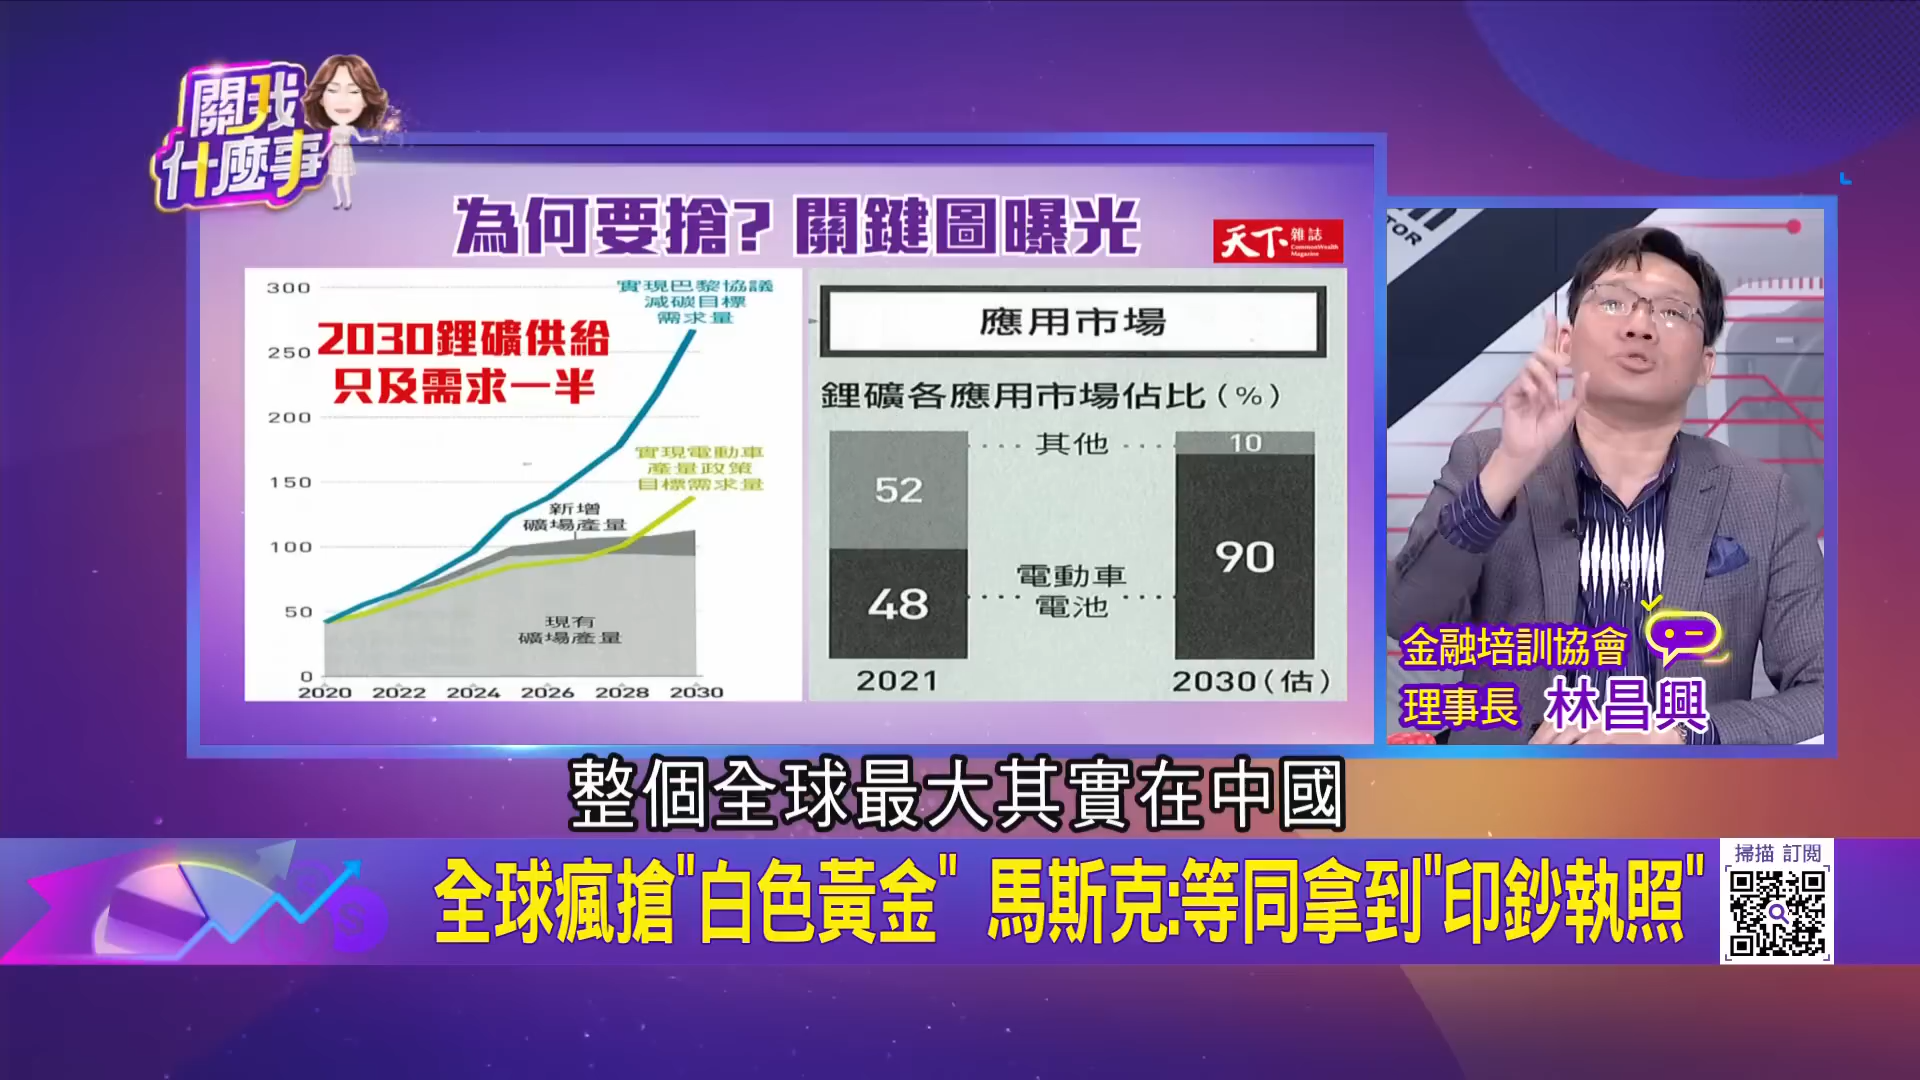 關我
什麼事
為何要搶? 關鍵圖曝光
天下 雜誌
CommonWealth
Magazine
300
250
200
150
100
50
0
2020 2022 2024 2026 2028 2030
2030鋰礦供給
只及需求一半
實現巴黎協議
減碳目標
需求量
實現電動車
產量政策
目標需求量
新增
礦場產量
現有
礦場產量
應用市場
鋰礦各應用市場佔比(%)
52
其他
10
48
電動車
電池
90
2021
2030(估)
TOR
金融培訓協會
理事長 林昌興
整個全球最大其實在中國
全球瘋搶"白色黃金" 馬斯克:等同拿到"印鈔執照"
掃描 訂閱